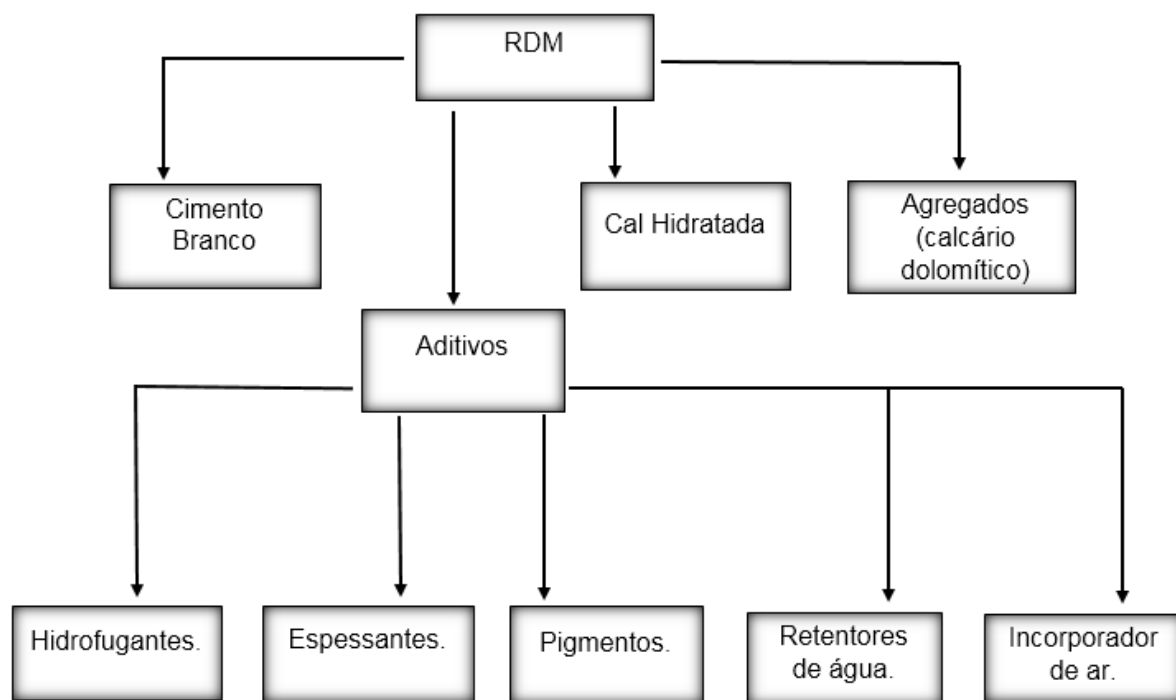 RDM
Cimento
Branco
Cal Hidratada
Agregados
(calcário
dolomítico)
Aditivos
Hidrofugantes.
Espessantes.
Pigmentos.
Retentores
de água.
Incorporador
de ar.